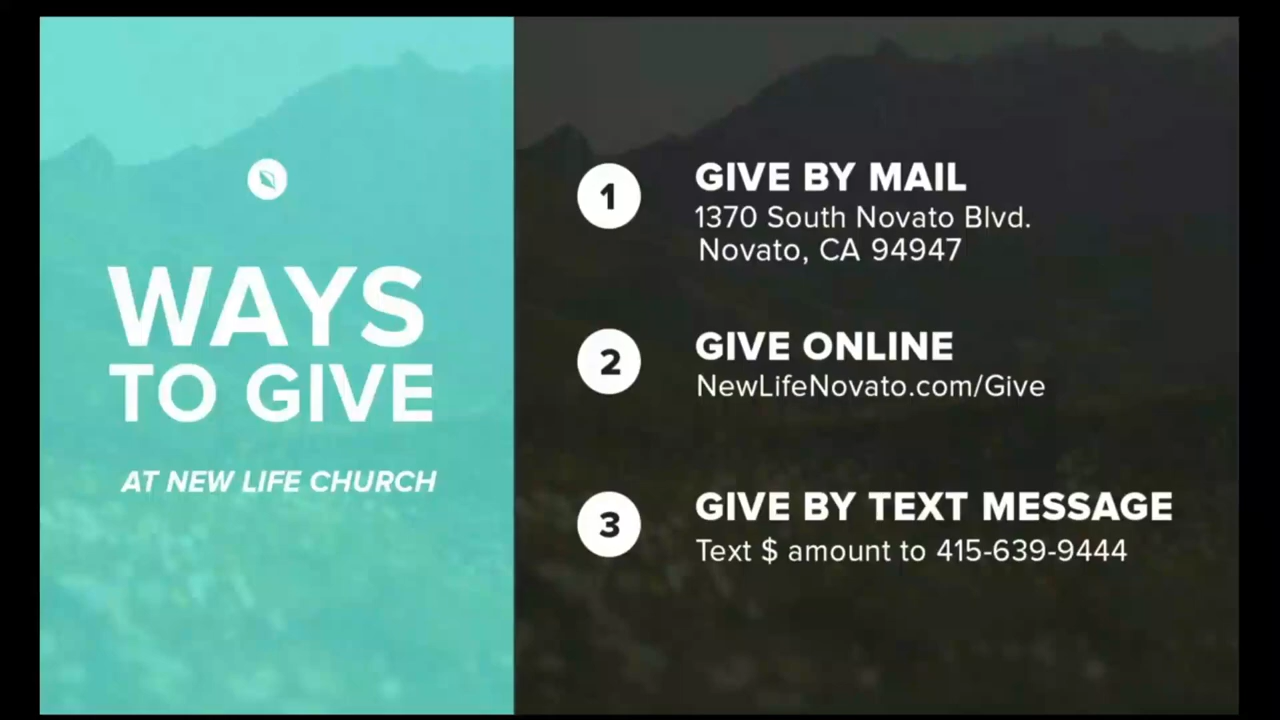 WAYS
TO GIVE
AT NEW LIFE CHURCH
1
GIVE BY MAIL
1370 South Novato Blvd.
Novato, CA 94947
2
GIVE ONLINE
NewLifeNovato.com/Give
3
GIVE BY TEXT MESSAGE
Text $ amount to 415-639-9444